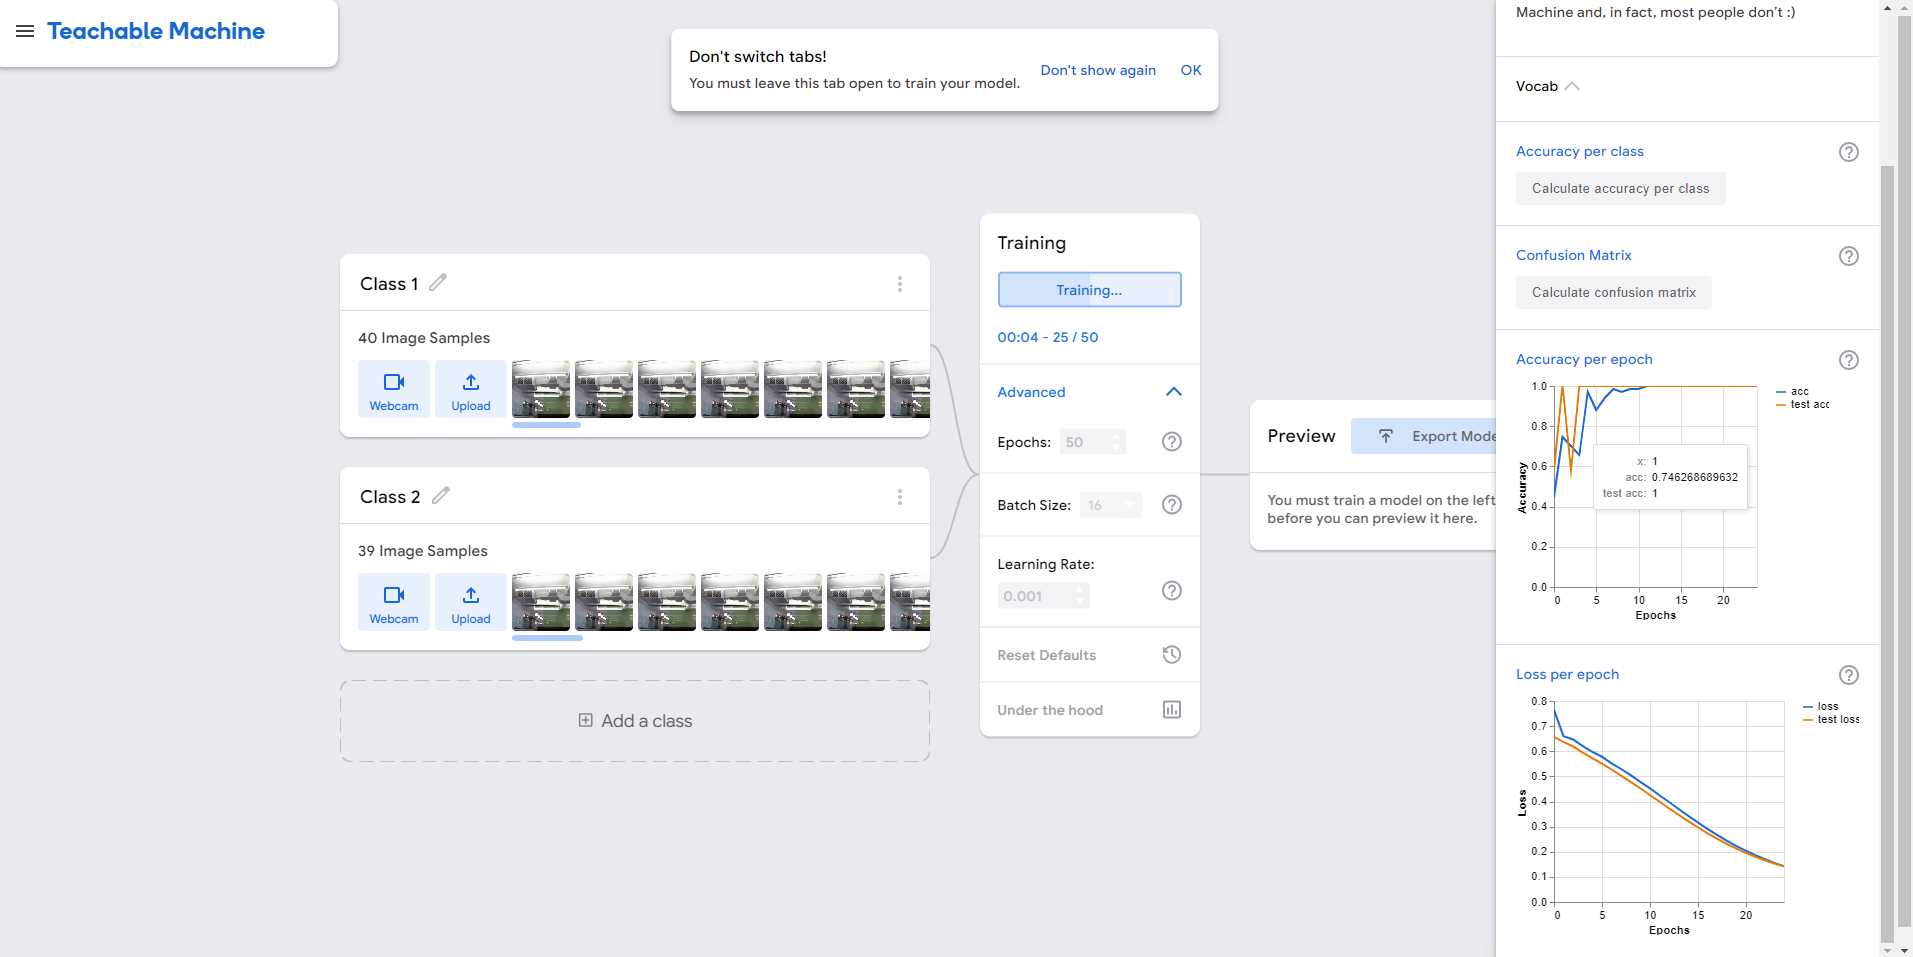 Teachable Machine
Don't switch tabs!
You must leave this tab open to train your model.
Don't show again
OK
Class 1
40 Image Samples
Webcam
Upload
Class 2
39 Image Samples
Webcam
Upload
Add a class
Training
Training...
00:04 - 25 / 50
Advanced
Epochs:
50
Batch Size:
16
Learning Rate:
0.001
Reset Defaults
Under the hood
Preview
Export Mode
You must train a model on the left
before you can preview it here.
Machine and, in fact, most people don't :)
Vocab
Accuracy per class
Calculate accuracy per class
Confusion Matrix
Calculate confusion matrix
Accuracy per epoch
1.0
0.8
0.6
0.4
0.2
0.0
Accuracy
0 5 10 15 20
Epochs
acc
test acc
x: 1
acc: 0.746268689632
test acc: 1
Loss per epoch
0.8
0.7
0.6
0.5
0.4
0.3
0.2
0.1
0.0
Loss
0 5 10 15 20
Epochs
loss
test loss